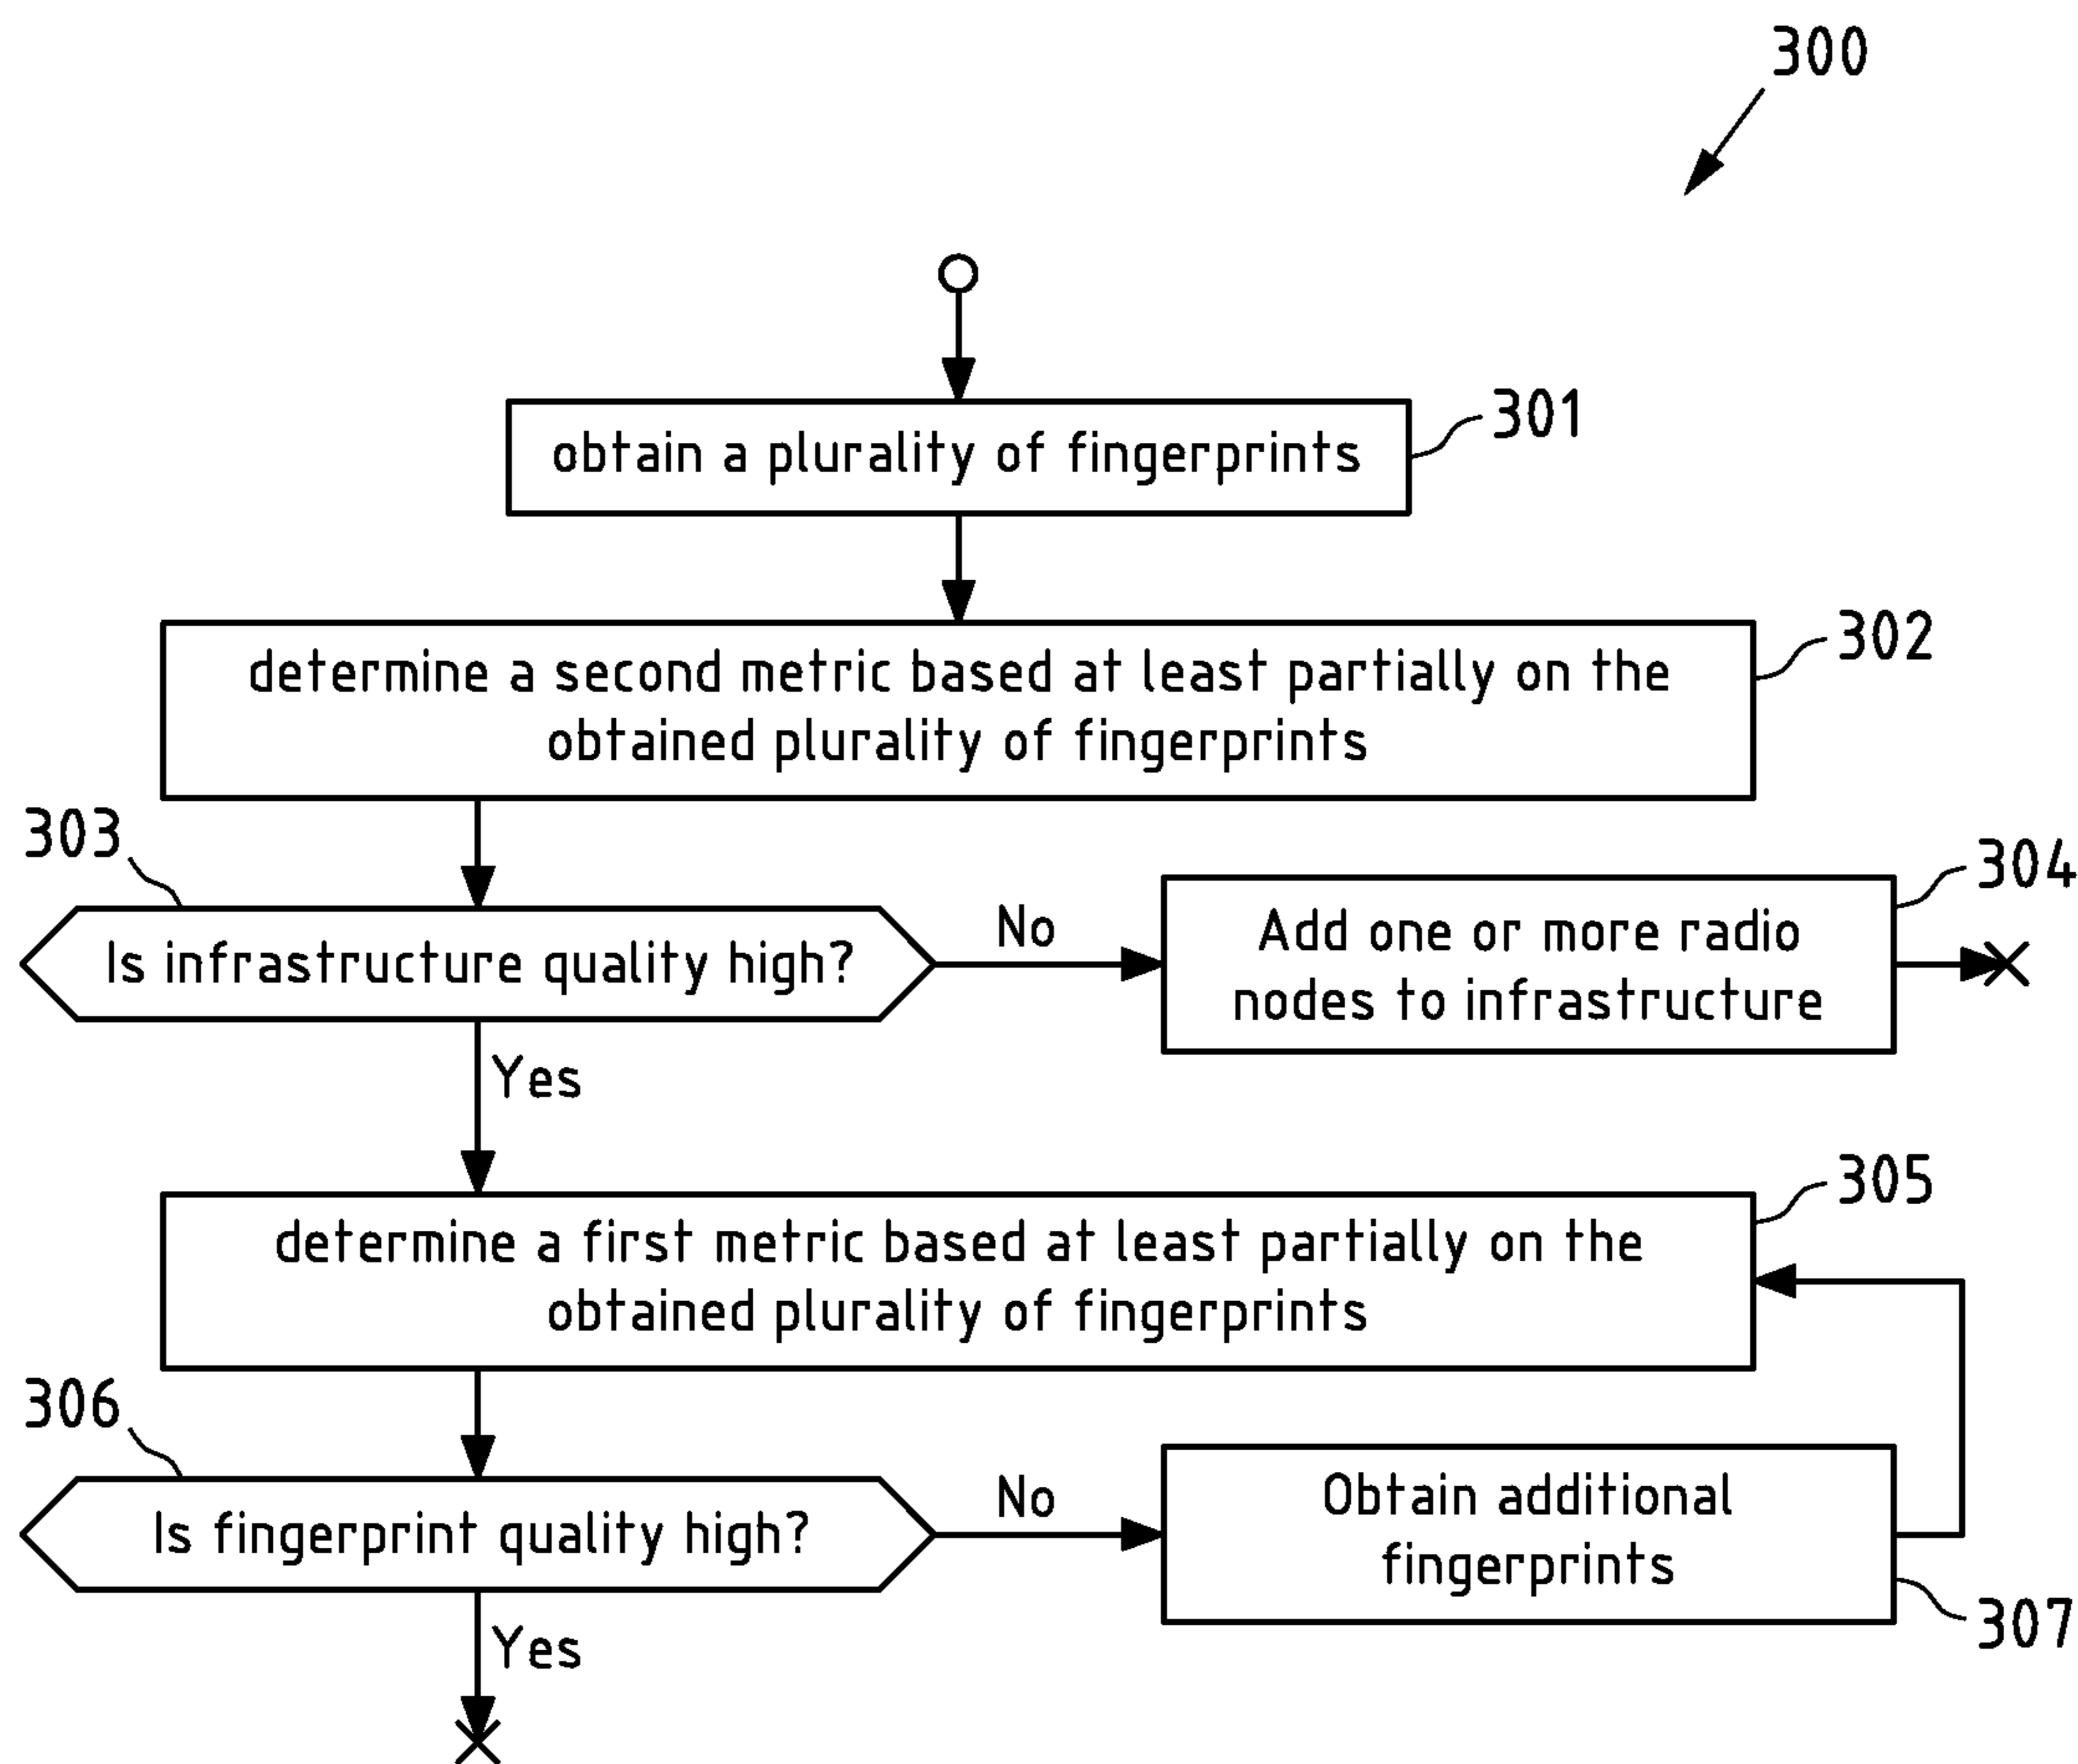 300
301
obtain a plurality of fingerprints
302
determine a second metric based at least partially on the
obtained plurality of fingerprints
303
304
Is infrastructure quality high?
No
Add one or more radio
nodes to infrastructure
Yes
305
determine a first metric based at least partially on the
obtained plurality of fingerprints
306
Is fingerprint quality high?
No
Obtain additional
fingerprints
307
Yes